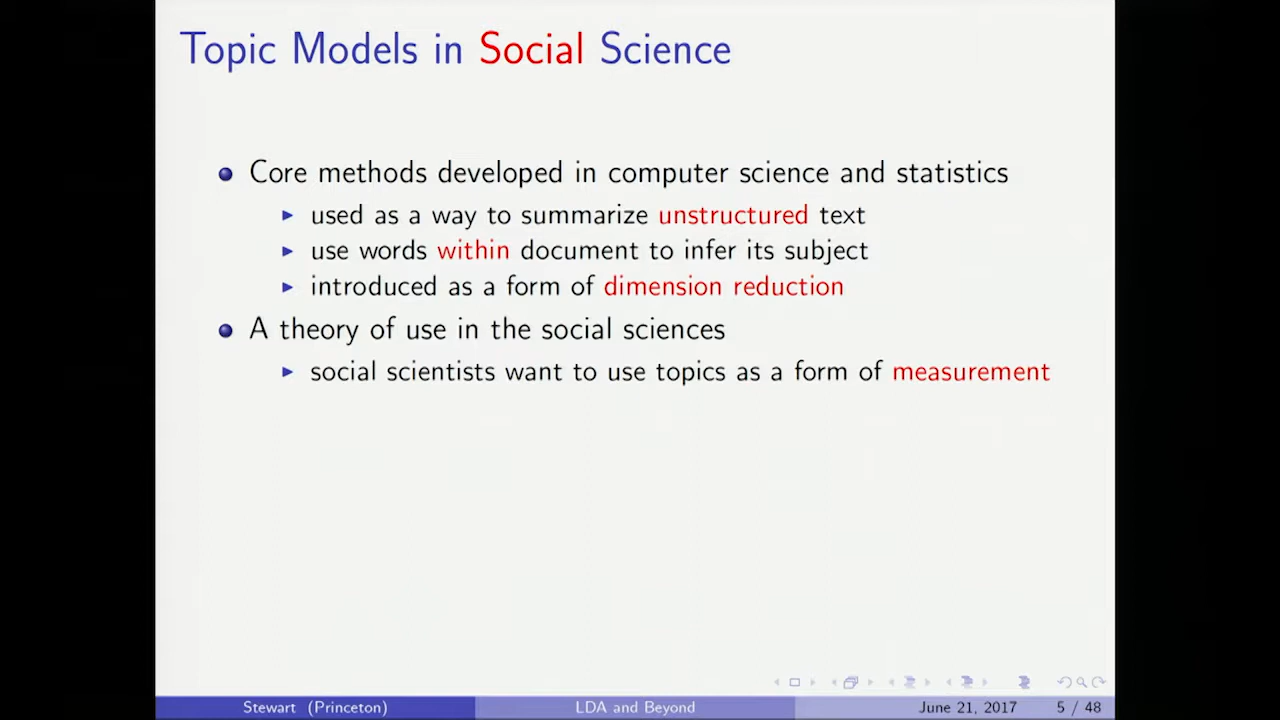 Topic Models in Social Science
Core methods developed in computer science and statistics
used as a way to summarize unstructured text
use words within document to infer its subject
introduced as a form of dimension reduction
A theory of use in the social sciences
social scientists want to use topics as a form of measurement
Stewart (Princeton) LDA and Beyond June 21, 2017 5 / 48